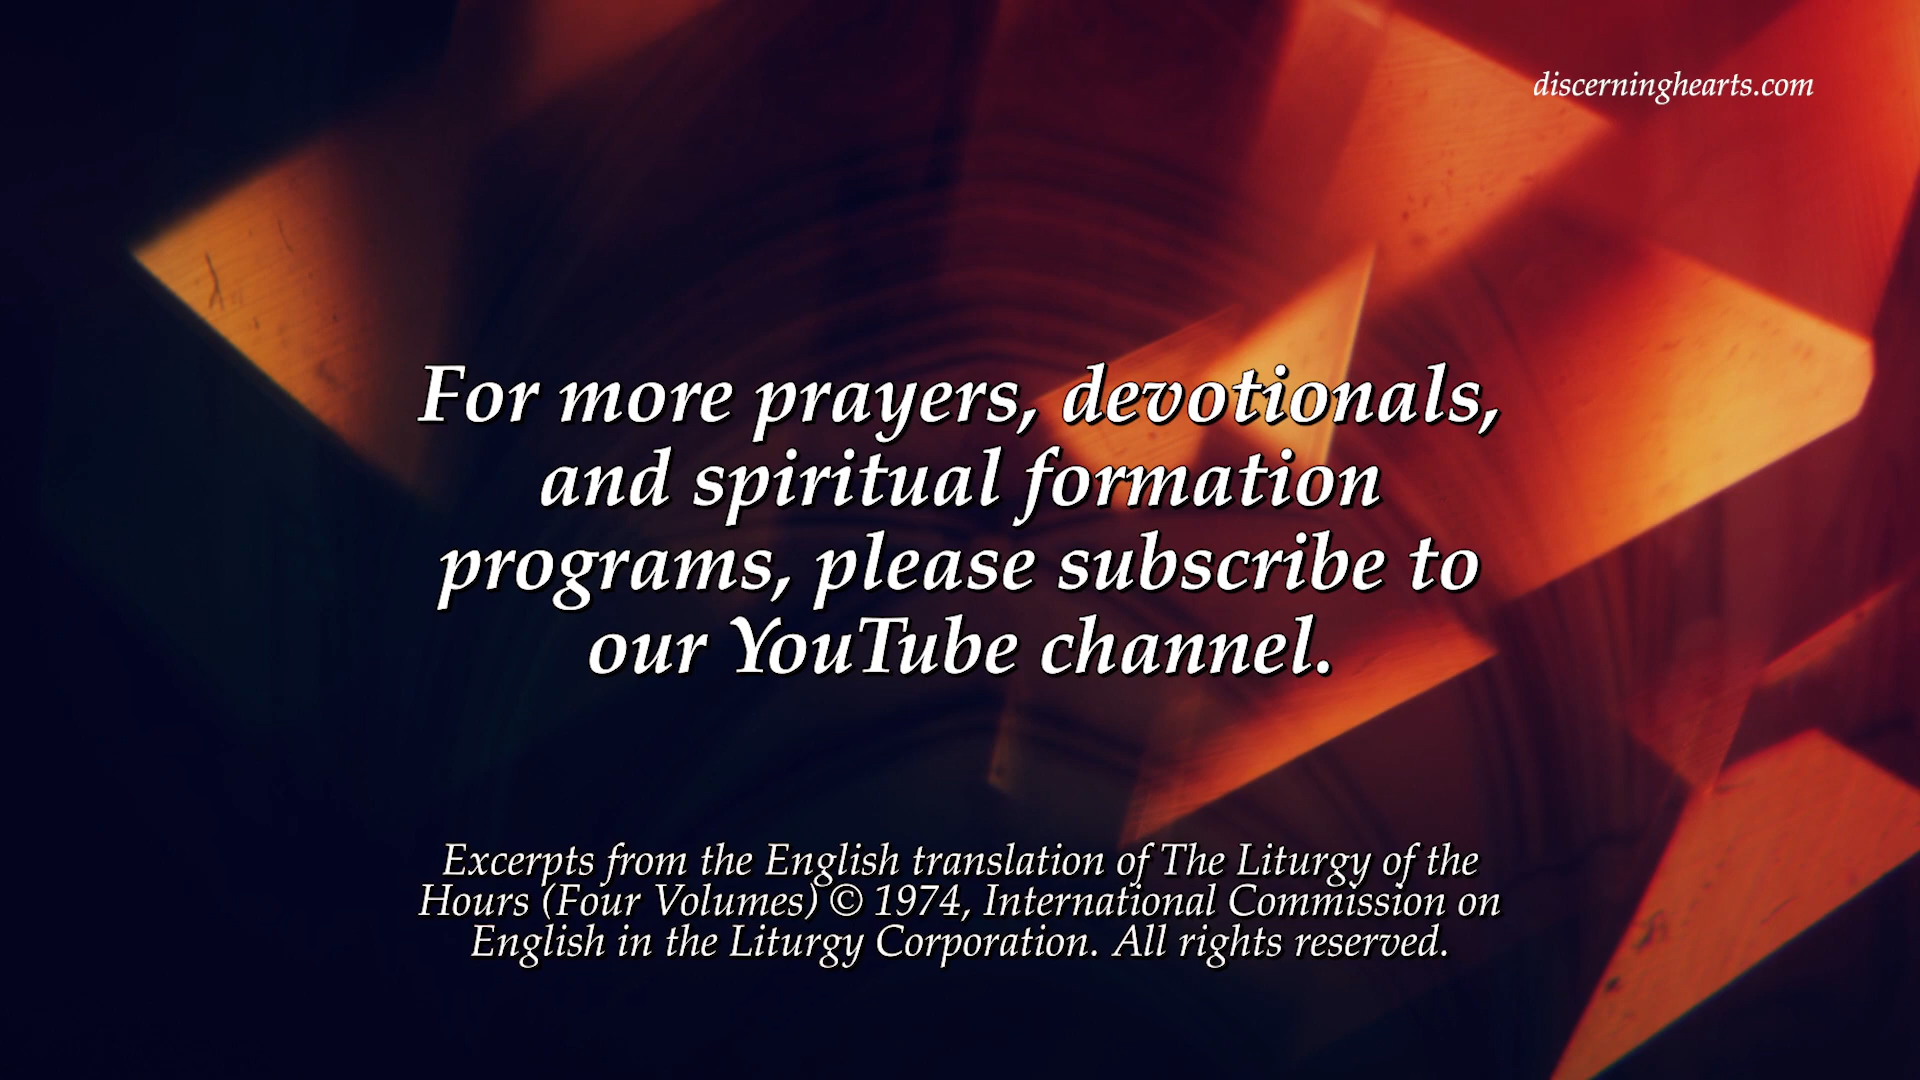 discerninghearts.com
For more prayers, devotionals,
and spiritual formation
programs, please subscribe to
our YouTube channel.
Excerpts from the English translation of The Liturgy of the
Hours (Four Volumes) © 1974, International Commission on
English in the Liturgy Corporation. All rights reserved.